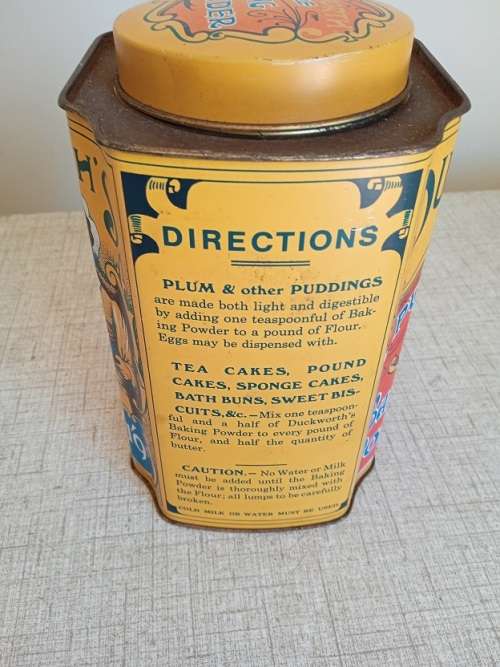 DIRECTIONS
PLUM & other PUDDINGS
are made both light and digestible
by adding one teaspoonful of Bak-
ing Powder to a pound of Flour.
Eggs may be dispensed with.
TEA CAKES, POUND
CAKES, SPONGE CAKES,
BATH BUNS, SWEET BIS-
CUITS, &c.—Mix one teaspoon-
ful and a half of Duckworth's
Baking Powder to every pound of
Flour, and half the quantity of
butter.
CAUTION.—No Water or Milk
must be added until the Baking
Powder is thoroughly mixed with
the Flour; all lumps to be carefully
broken.
COLD MILK OR WATER MUST BE USED